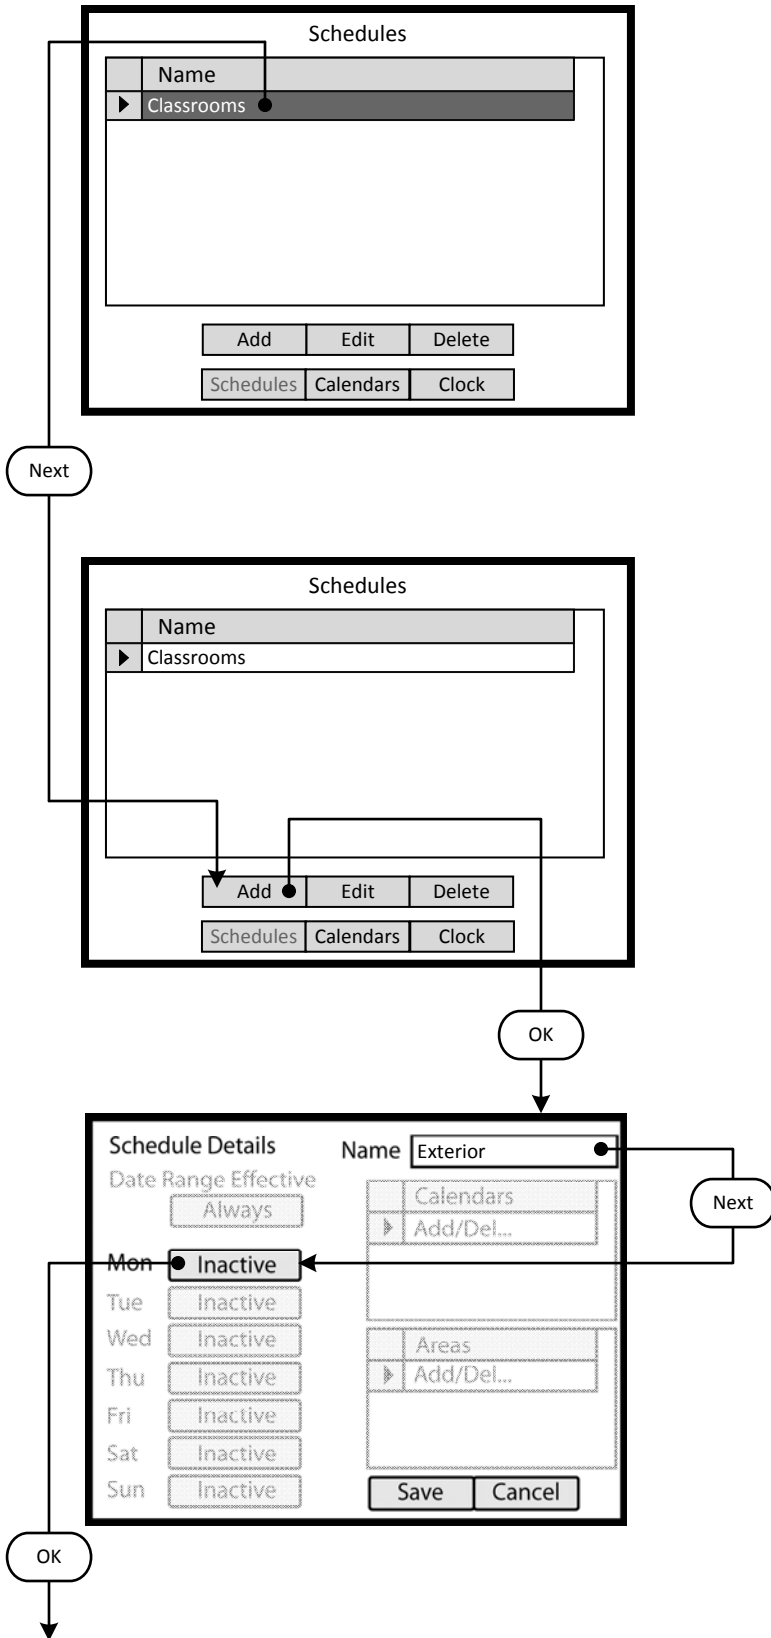 Schedules
Name
Classrooms
Add Edit Delete
Schedules Calendars Clock
Next
Schedules
Name
Classrooms
Add Edit Delete
Schedules Calendars Clock
OK
Schedule Details Name Exterior
Date Range Effective
Always
Calendars
Add/Del...
Next
Mon Inactive
Tue Inactive
Wed Inactive
Thu Inactive
Fri Inactive
Sat Inactive
Sun Inactive
Areas
Add/Del...
Save Cancel
OK